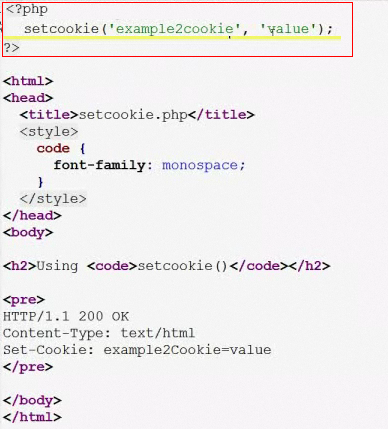 <?php
setcookie('example2cookie', 'value');
?>
<html>
<head>
<title>setcookie.php</title>
<style>
code {
font-family: monospace;
}
</style>
</head>
<body>
<h2>Using <code>setcookie()</code></h2>
<pre>
HTTP/1.1 200 OK
Content-Type: text/html
Set-Cookie: example2Cookie=value
</pre>
</body>
</html>